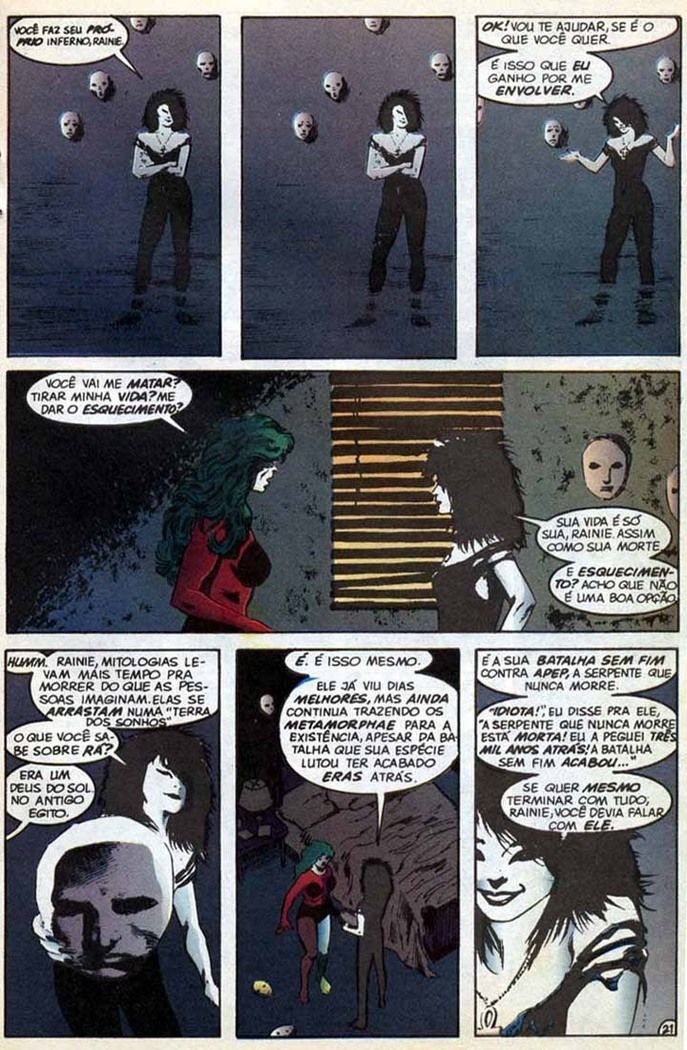 VOCÊ FAZ SEU PRÓ-
PRIO INFERNO, RAINIE.
OK! VOU TE AJUDAR, SE É O
QUE VOCÊ QUER.
É ISSO QUE EU
GANHO POR ME
ENVOLVER.
VOCÊ VAI ME MATAR?
TIRAR MINHA VIDA? ME
DAR O ESQUECIMENTO?
SUA VIDA É SÓ
SUA, RAINIE. ASSIM
COMO SUA MORTE
E ESQUECIMEN-
TO? ACHO QUE NÃO
É UMA BOA OPÇÃO
HUMM. RAINIE, MITOLOGIAS LE-
VAM MAIS TEMPO PRA
MORRER DO QUE AS PES-
SOAS IMAGINAM. ELAS SE
ARRASTAM NUMA "TERRA
DOS SONHOS"
O QUE VOCÊ SA-
BE SOBRE RÁ?
ERA UM
DEUS DO SOL.
NO ANTIGO
EGITO.
É. É ISSO MESMO.
ELE JÁ VIU DIAS
MELHORES, MAS AINDA
CONTINUA TRAZENDO OS
METAMORPHAE PARA A
EXISTÊNCIA, APESAR DA BA-
TALHA QUE SUA ESPÉCIE
LUTOU TER ACABADO
ERAS ATRÁS.
É A SUA BATALHA SEM FIM
CONTRA APEP, A SERPENTE QUE
NUNCA MORRE.
"IDIOTA!", EU DISSE PRA ELE,
"A SERPENTE QUE NUNCA MORRE
ESTÁ MORTA! EU A PEGUEI TRÊS
MIL ANOS ATRÁS! A BATALHA
SEM FIM ACABOU..."
SE QUER MESMO
TERMINAR COM TUDO,
RAINIE, VOCÊ DEVIA FALAR
COM ELE.
21